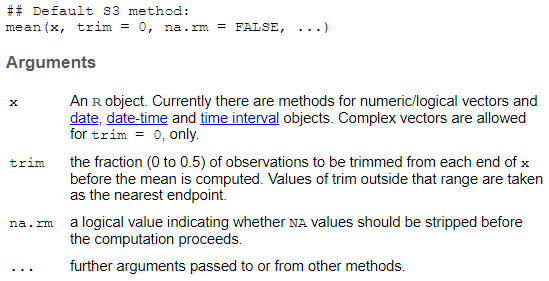 ## Default S3 method:
mean(x, trim = 0, na.rm = FALSE, ...)
Arguments
x An R object. Currently there are methods for numeric/logical vectors and
date, date-time and time interval objects. Complex vectors are allowed
for trim = 0, only.
trim the fraction (0 to 0.5) of observations to be trimmed from each end of x
before the mean is computed. Values of trim outside that range are taken
as the nearest endpoint.
na.rm a logical value indicating whether NA values should be stripped before
the computation proceeds.
... further arguments passed to or from other methods.